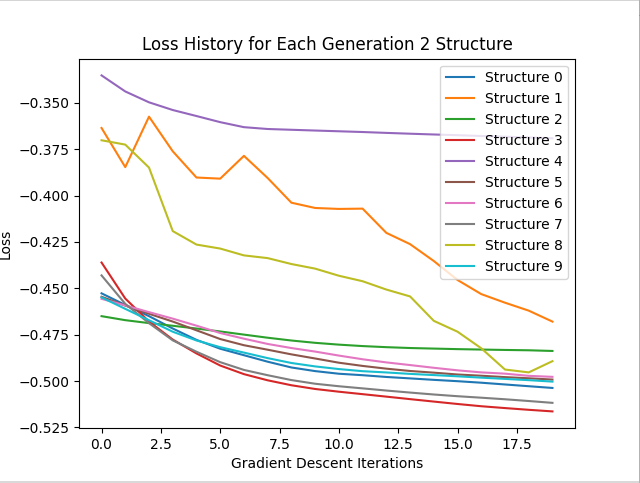 Loss History for Each Generation 2 Structure
−0.350
−0.375
−0.400
−0.425
−0.450
−0.475
−0.500
−0.525
Loss
Structure 0
Structure 1
Structure 2
Structure 3
Structure 4
Structure 5
Structure 6
Structure 7
Structure 8
Structure 9
0.0 2.5 5.0 7.5 10.0 12.5 15.0 17.5
Gradient Descent Iterations